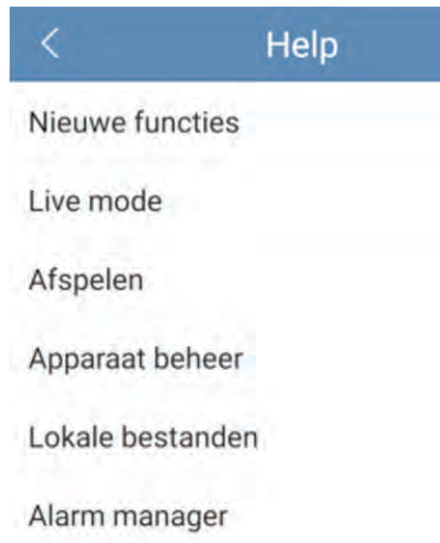 Help
Nieuwe functies
Live mode
Afspelen
Apparaat beheer
Lokale bestanden
Alarm manager